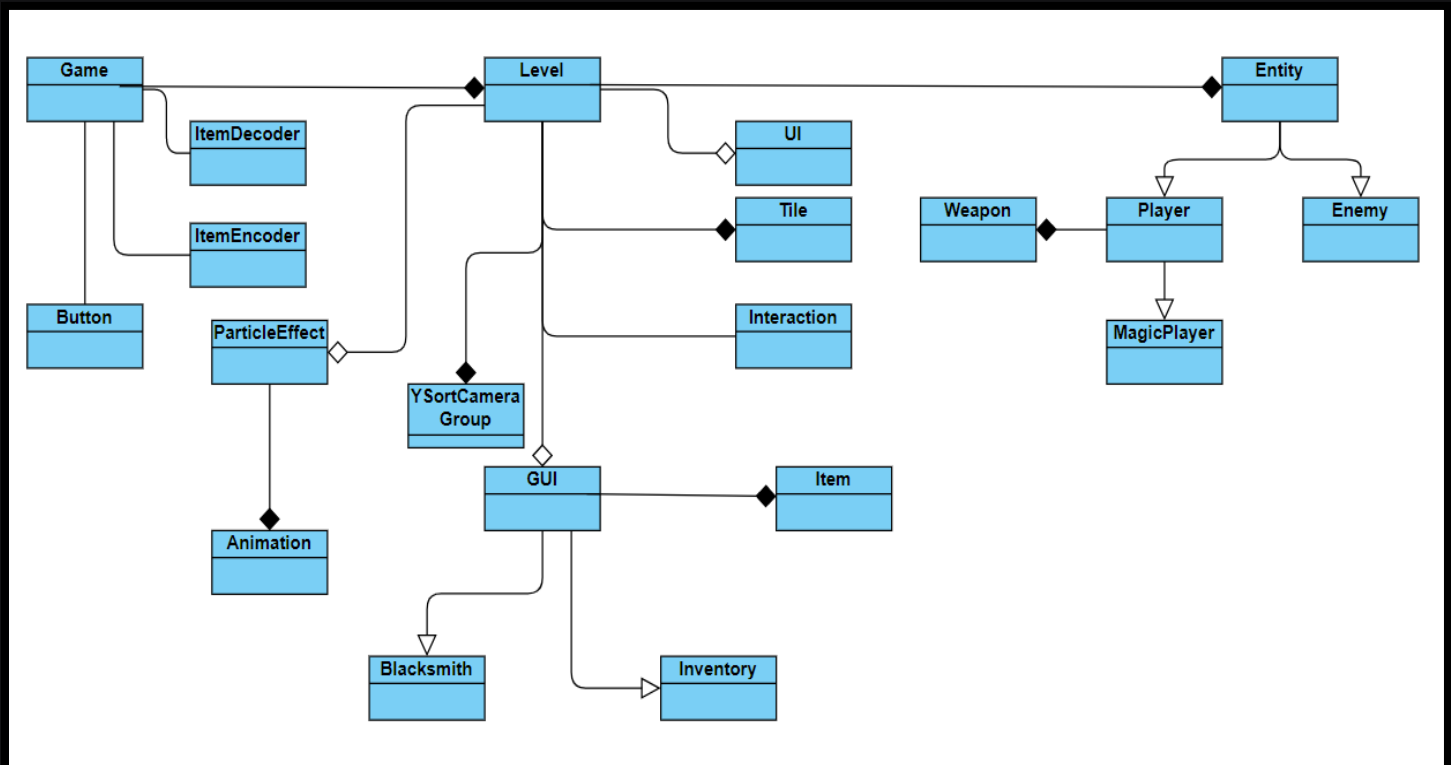 Game
Level
Entity
ItemDecoder
UI
Weapon
Tile
Player
Enemy
ItemEncoder
Button
ParticleEffect
Interaction
MagicPlayer
YSortCamera
Group
GUI
Item
Animation
Blacksmith
Inventory